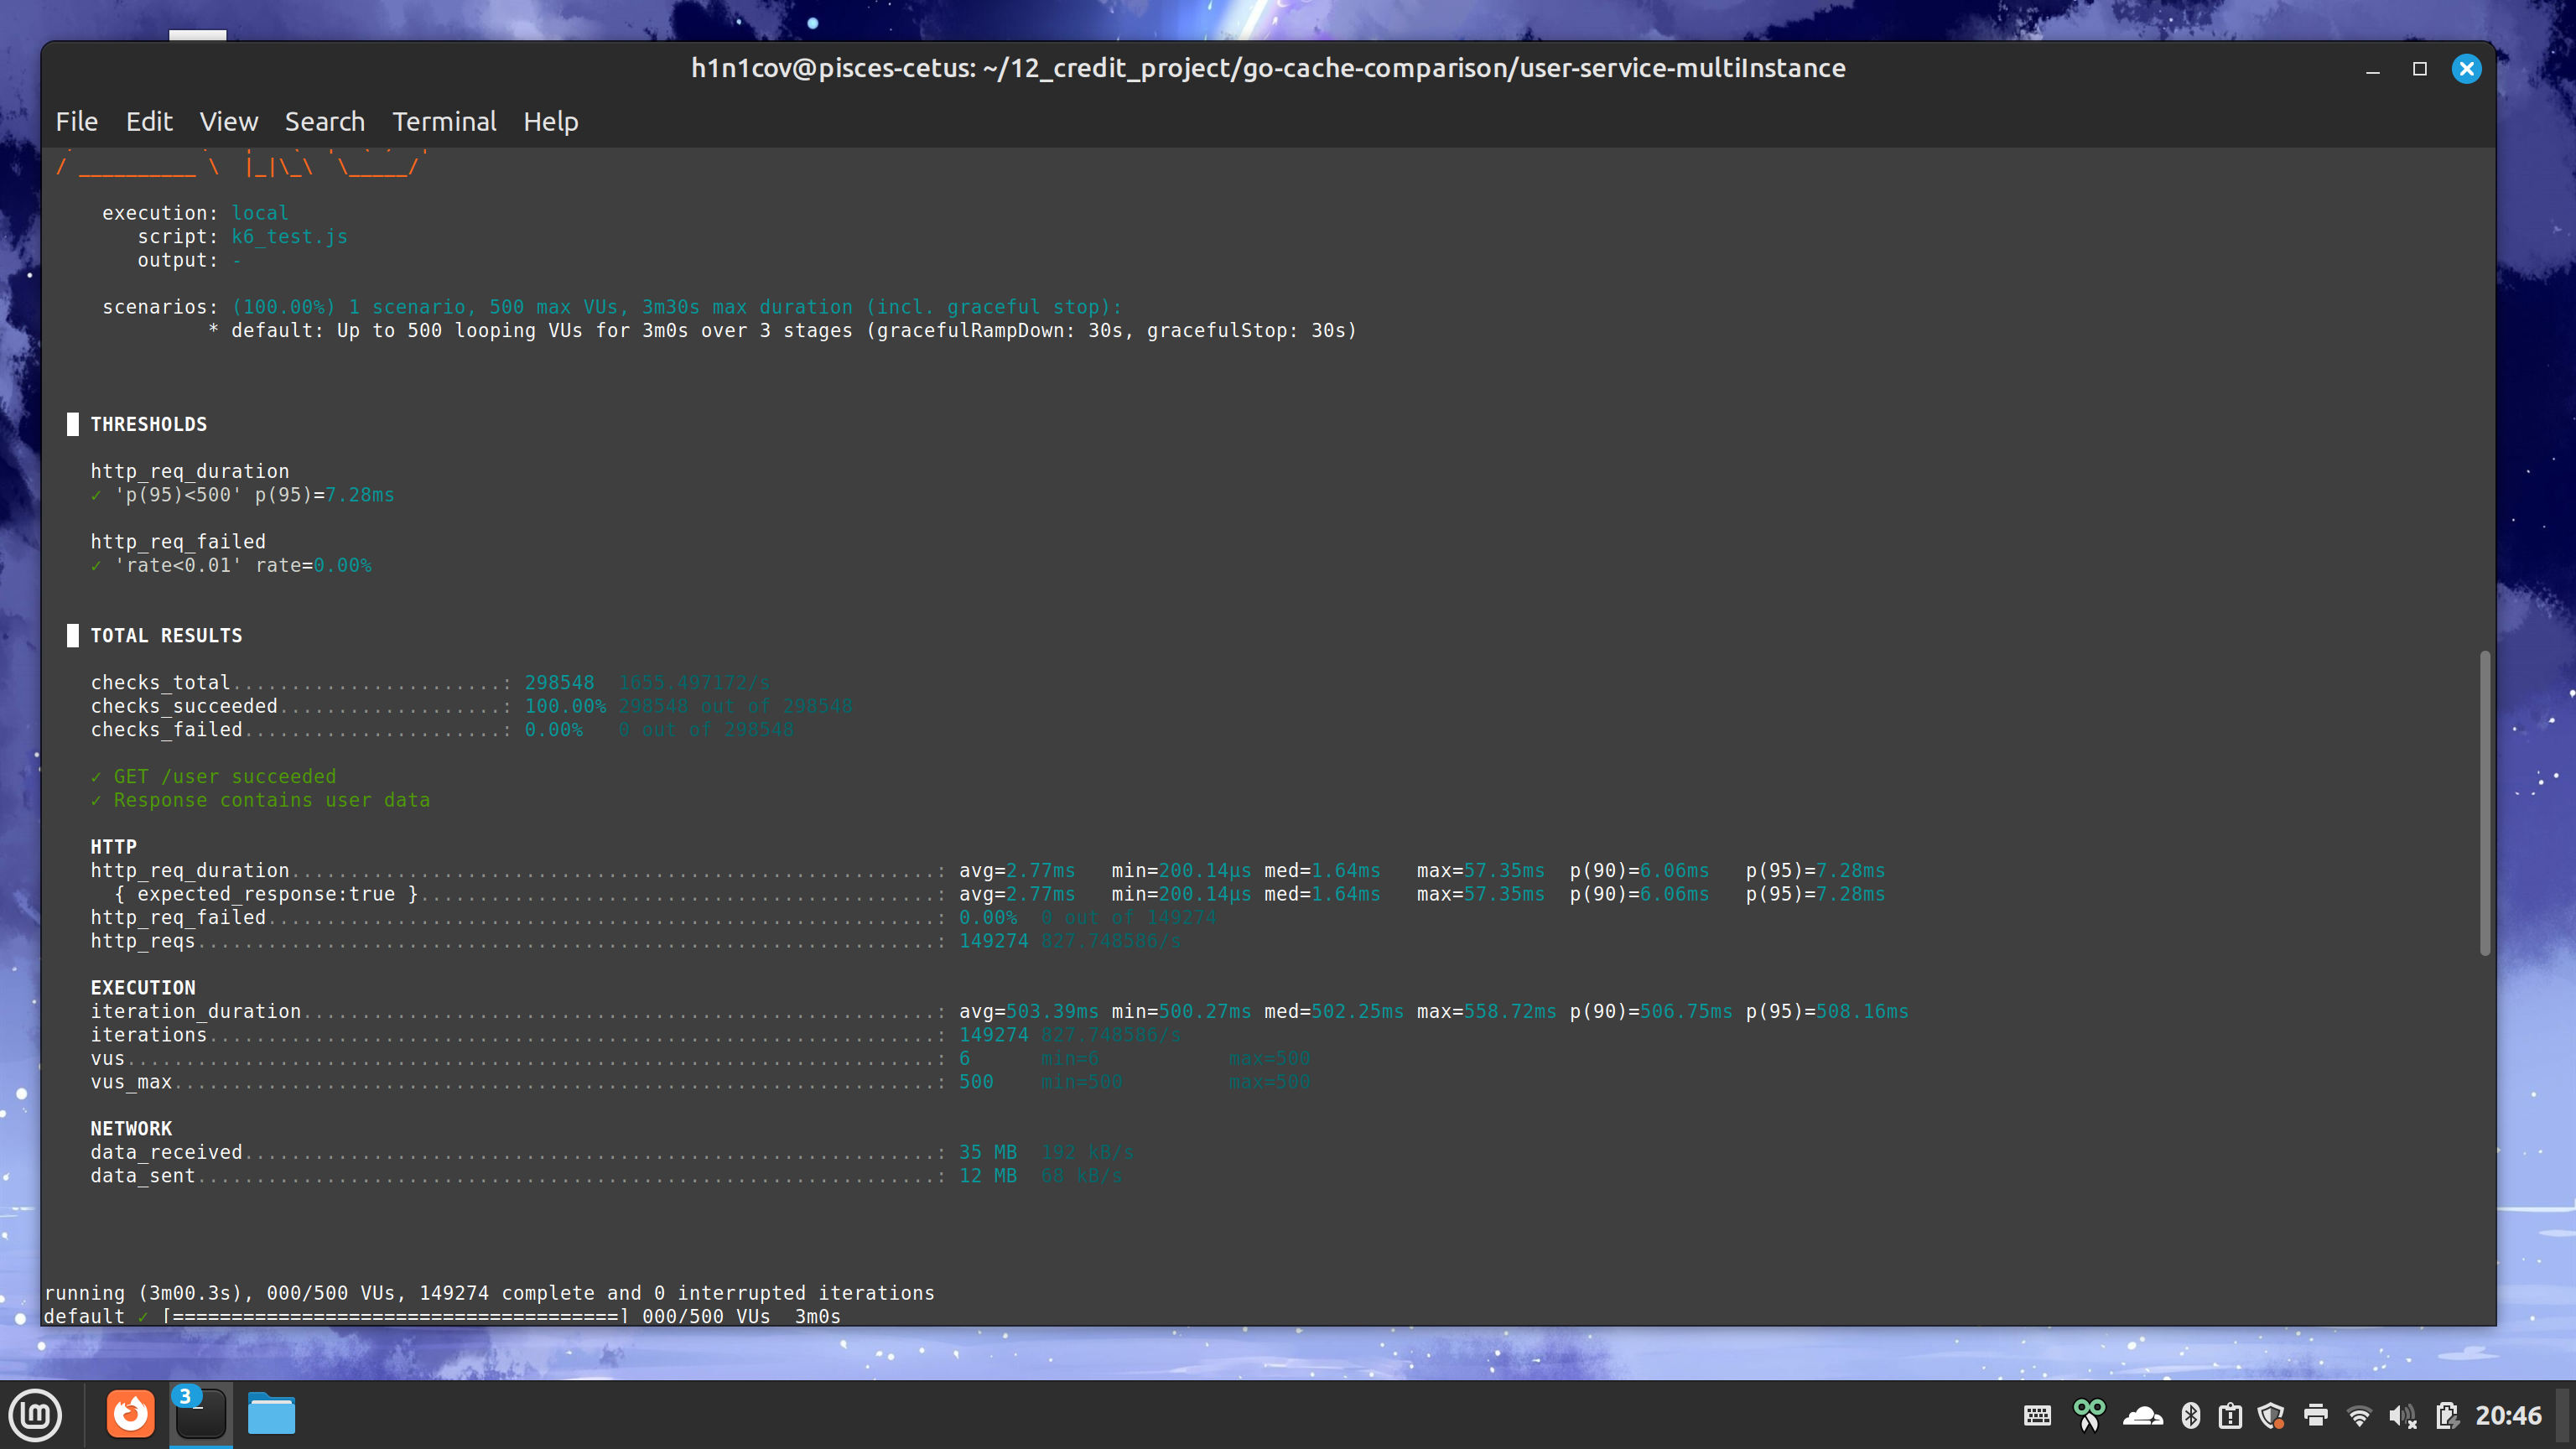 h1n1cov@pisces-cetus: ~/12_credit_project/go-cache-comparison/user-service-multiInstance
File Edit View Search Terminal Help
/ __________ \  |_|\_\  \_____/
execution: local
script: k6_test.js
output: -
scenarios: (100.00%) 1 scenario, 500 max VUs, 3m30s max duration (incl. graceful stop):
* default: Up to 500 looping VUs for 3m0s over 3 stages (gracefulRampDown: 30s, gracefulStop: 30s)
█ THRESHOLDS
http_req_duration
✓ 'p(95)<500' p(95)=7.28ms
http_req_failed
✓ 'rate<0.01' rate=0.00%
█ TOTAL RESULTS
checks_total.......................: 298548  1655.497172/s
checks_succeeded...................: 100.00% 298548 out of 298548
checks_failed......................: 0.00%   0 out of 298548
✓ GET /user succeeded
✓ Response contains user data
HTTP
http_req_duration.......................................................: avg=2.77ms   min=200.14µs med=1.64ms   max=57.35ms  p(90)=6.06ms   p(95)=7.28ms
{ expected_response:true }............................................: avg=2.77ms   min=200.14µs med=1.64ms   max=57.35ms  p(90)=6.06ms   p(95)=7.28ms
http_req_failed.........................................................: 0.00%  0 out of 149274
http_reqs...............................................................: 149274 827.748586/s
EXECUTION
iteration_duration......................................................: avg=503.39ms min=500.27ms med=502.25ms max=558.72ms p(90)=506.75ms p(95)=508.16ms
iterations..............................................................: 149274 827.748586/s
vus.....................................................................: 6      min=6           max=500
vus_max.................................................................: 500    min=500         max=500
NETWORK
data_received...........................................................: 35 MB  192 kB/s
data_sent...............................................................: 12 MB  68 kB/s
running (3m00.3s), 000/500 VUs, 149274 complete and 0 interrupted iterations
default ✓ [======================================] 000/500 VUs  3m0s
3
20:46